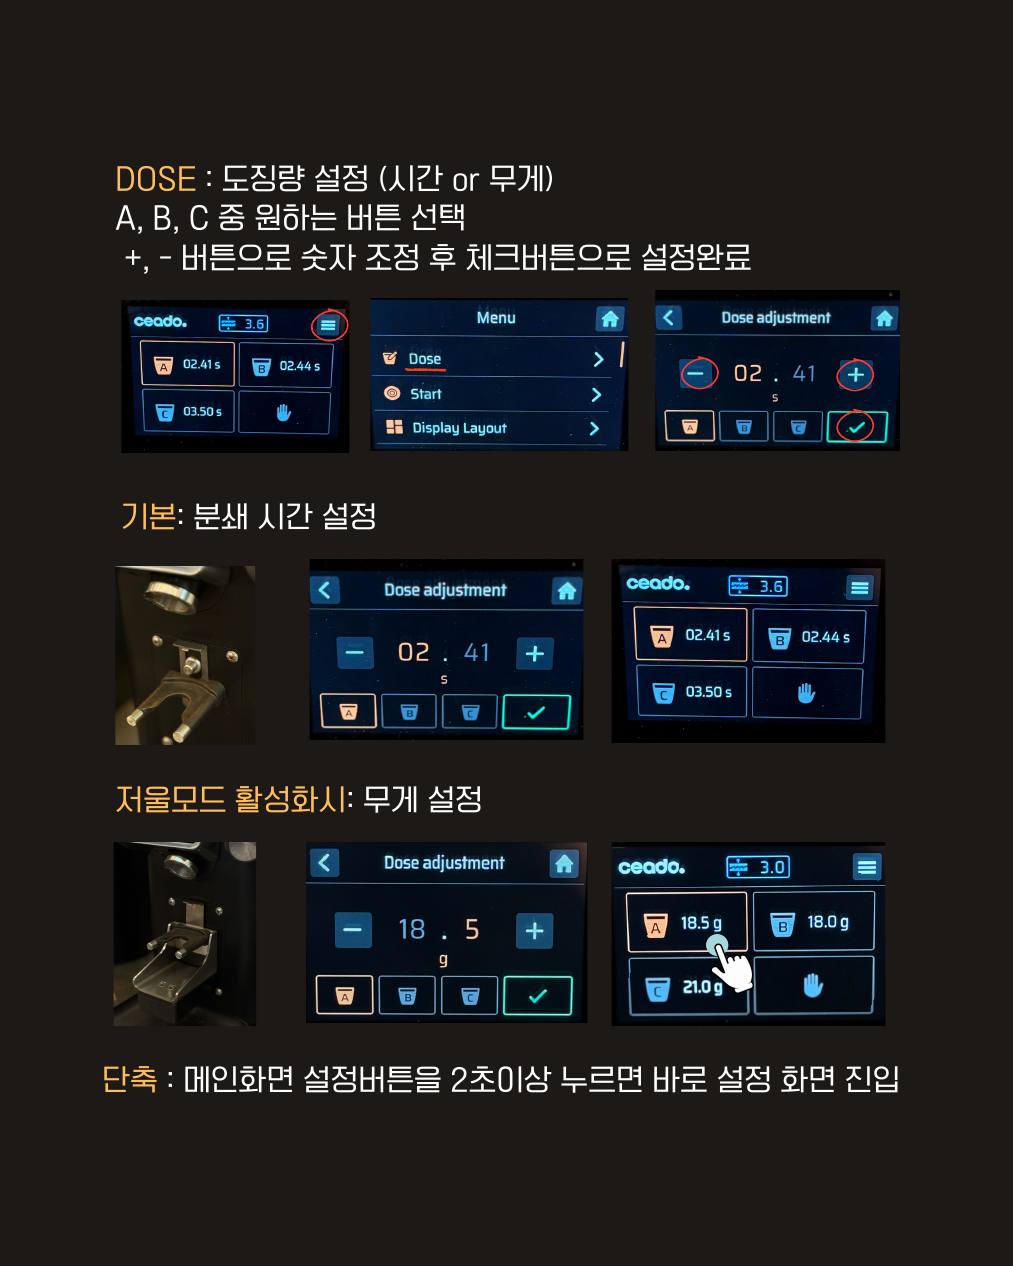 DOSE : 도징량 설정 (시간 or 무게)
A, B, C 중 원하는 버튼 선택
+, - 버튼으로 숫자 조정 후 체크버튼으로 설정완료
ceado. 3.6
A 02.41 s B 02.44 s
C 03.50 s
Menu
Dose
Start
Display Layout
Dose adjustment
− 02 . 41 +
s
A B C
기본: 분쇄 시간 설정
Dose adjustment
− 02 . 41 +
s
A B C
ceado. 3.6
A 02.41 s B 02.44 s
C 03.50 s
저울모드 활성화시: 무게 설정
Dose adjustment
− 18 . 5 +
g
A B C
ceado. 3.0
A 18.5 g B 18.0 g
C 21.0 g
단축 : 메인화면 설정버튼을 2초이상 누르면 바로 설정 화면 진입